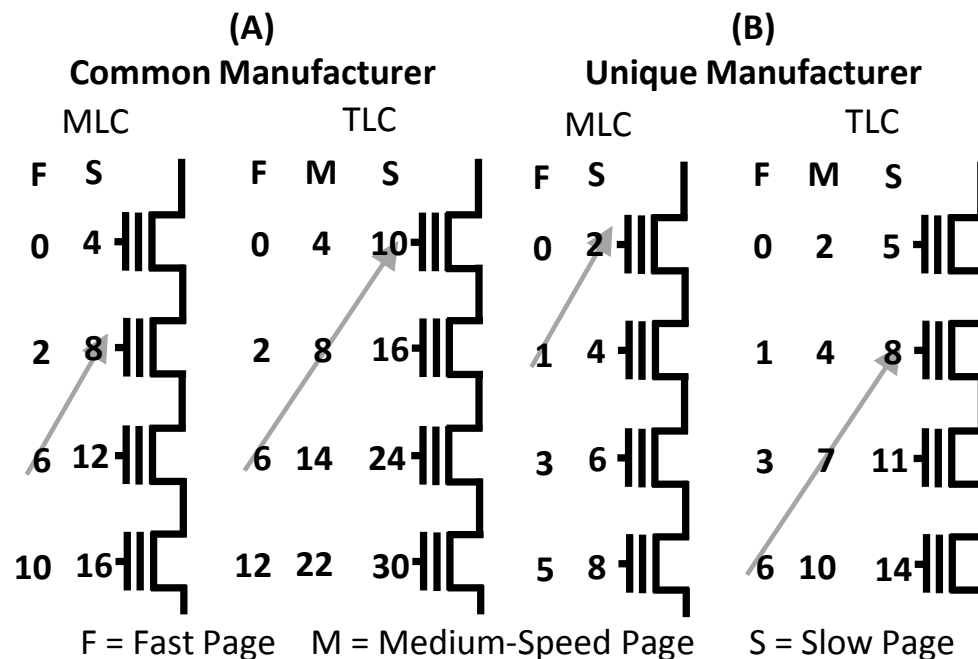 (A) (B)
Common Manufacturer Unique Manufacturer
MLC TLC MLC TLC
F S F M S F S F M S
0 4 0 4 10 0 2 0 2 5
2 8 2 8 16 1 4 1 4 8
6 12 6 14 24 3 6 3 7 11
10 16 12 22 30 5 8 6 10 14
F = Fast Page M = Medium-Speed Page S = Slow Page